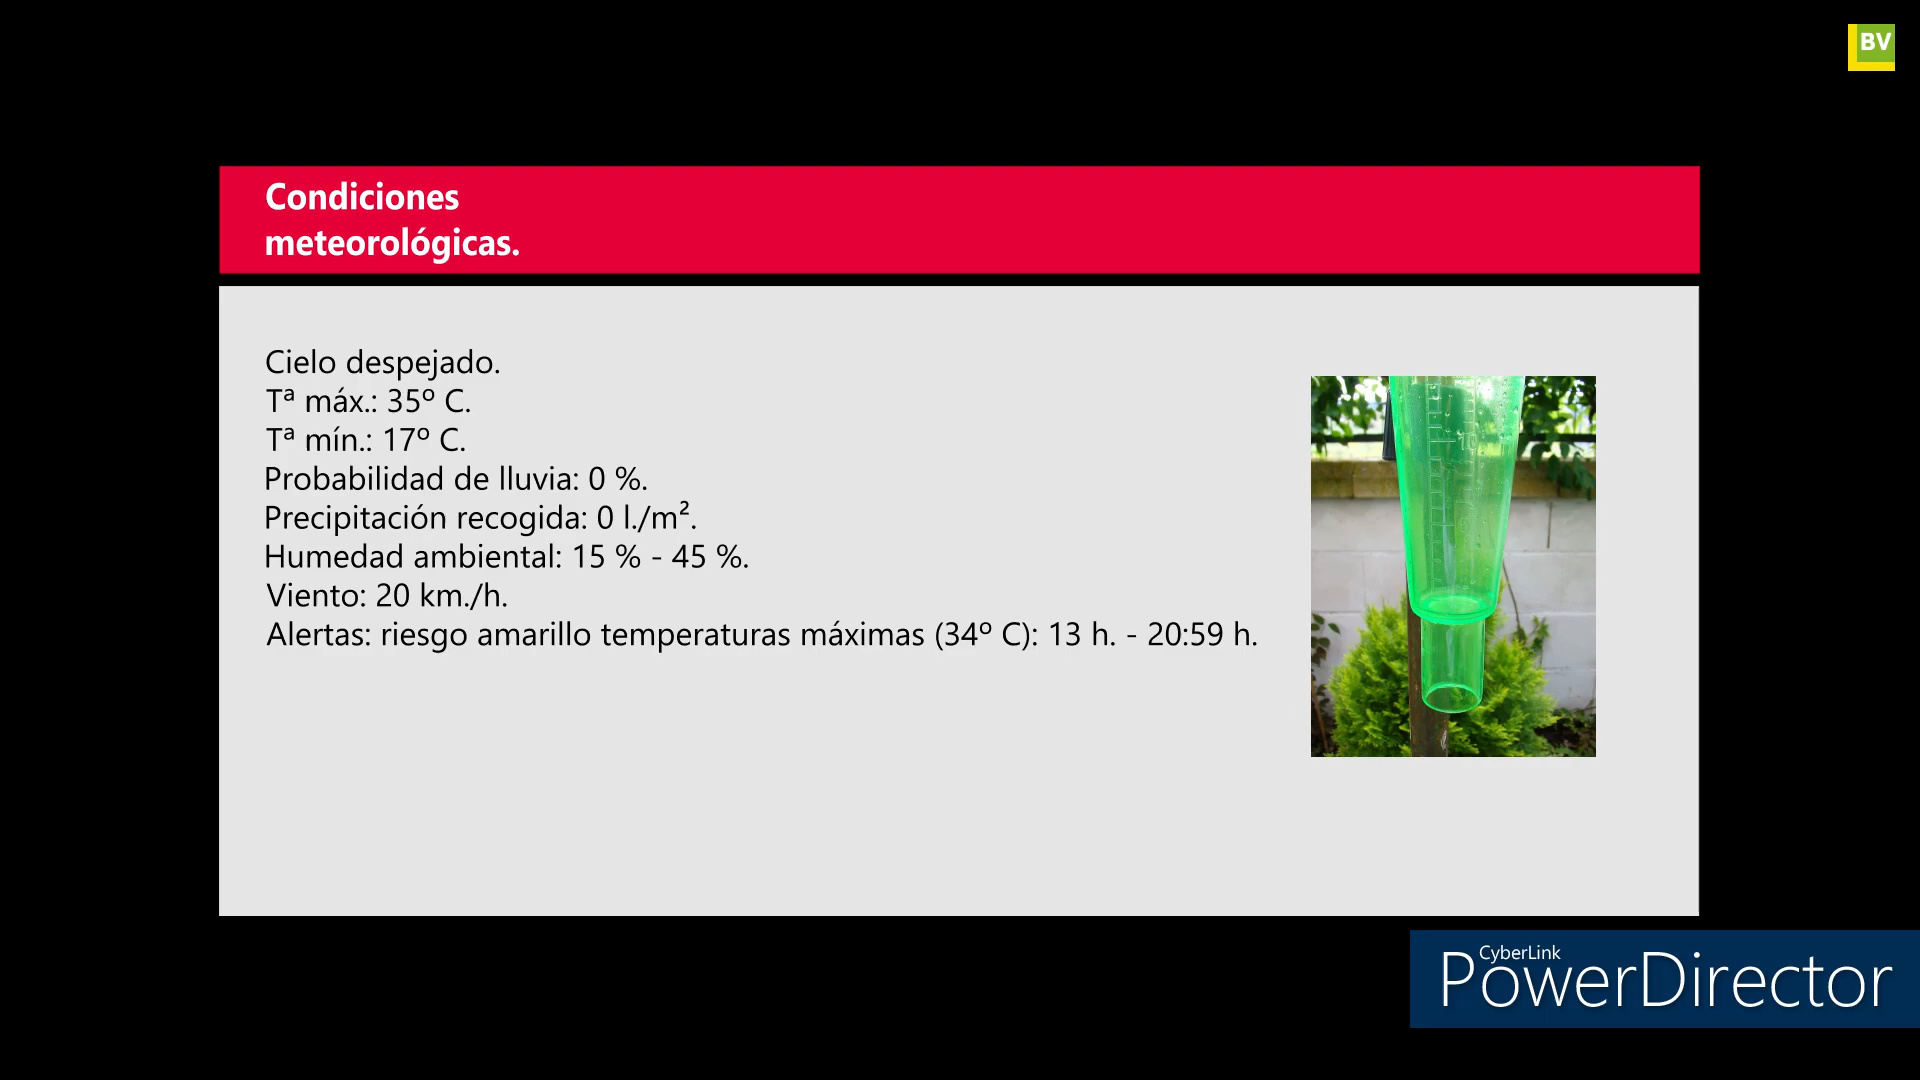 BV
Condiciones
meteorológicas.
Cielo despejado.
Tª máx.: 35º C.
Tª mín.: 17º C.
Probabilidad de lluvia: 0 %.
Precipitación recogida: 0 l./m².
Humedad ambiental: 15 % - 45 %.
Viento: 20 km./h.
Alertas: riesgo amarillo temperaturas máximas (34º C): 13 h. - 20:59 h.
10
CyberLink
PowerDirector